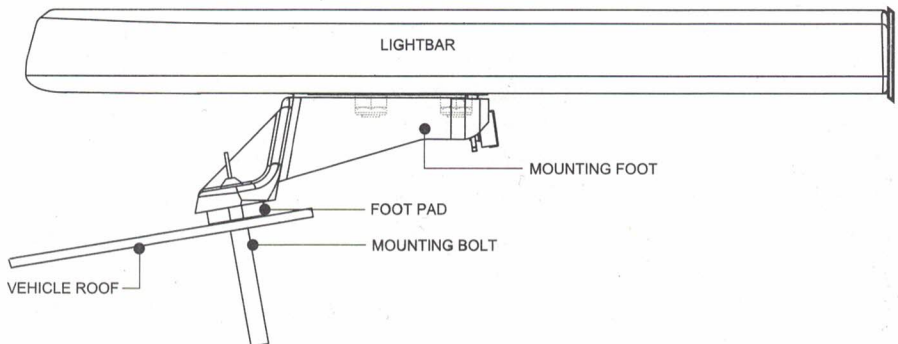 LIGHTBAR
MOUNTING FOOT
FOOT PAD
MOUNTING BOLT
VEHICLE ROOF